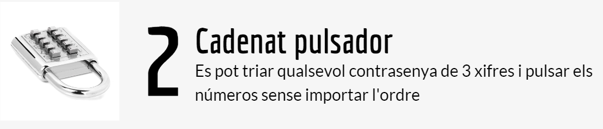 2 Cadenat pulsador
Es pot triar qualsevol contrasenya de 3 xifres i pulsar els
números sense importar l'ordre